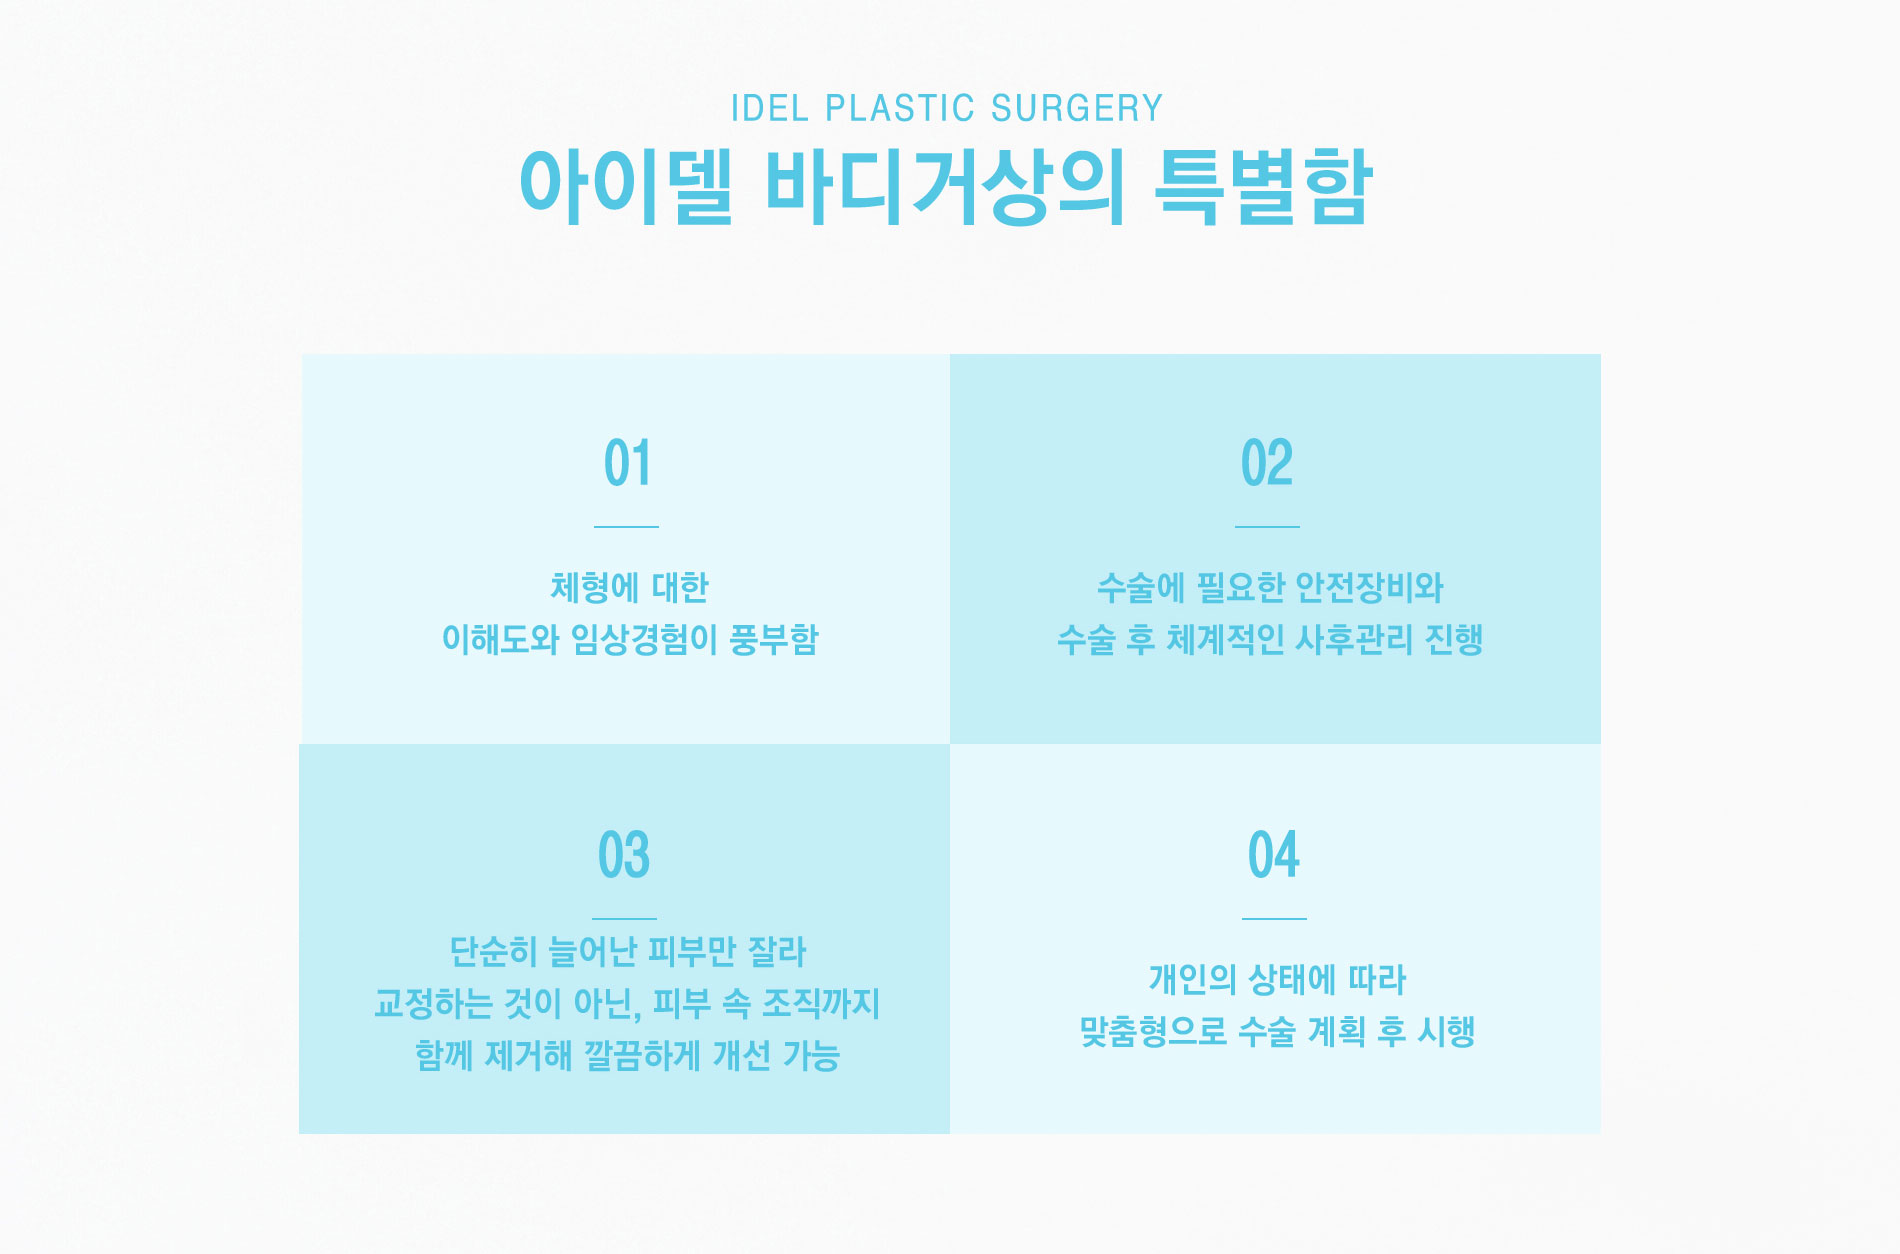 IDEL PLASTIC SURGERY
아이델 바디거상의 특별함
01
체형에 대한
이해도와 임상경험이 풍부함
02
수술에 필요한 안전장비와
수술 후 체계적인 사후관리 진행
03
단순히 늘어난 피부만 잘라
교정하는 것이 아닌, 피부 속 조직까지
함께 제거해 깔끔하게 개선 가능
04
개인의 상태에 따라
맞춤형으로 수술 계획 후 시행